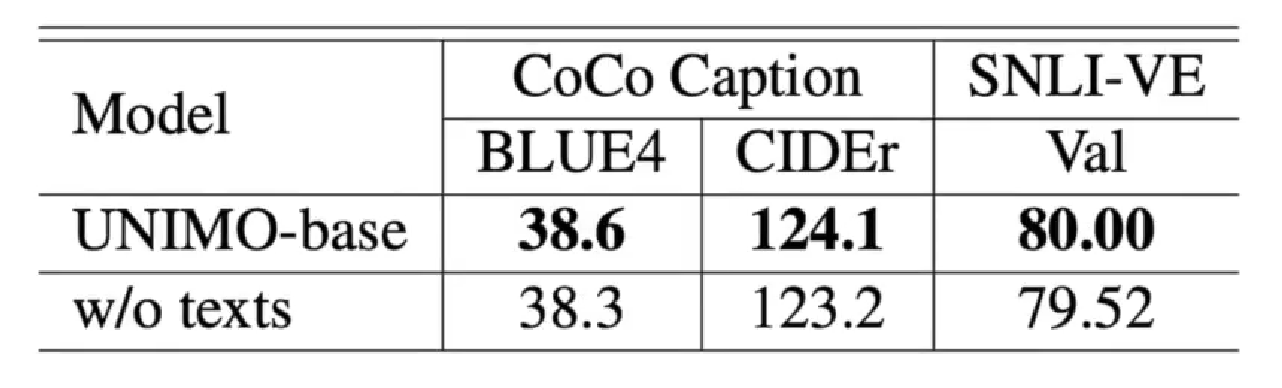 Model CoCo Caption SNLI-VE
BLUE4 CIDEr Val
UNIMO-base 38.6 124.1 80.00
w/o texts 38.3 123.2 79.52